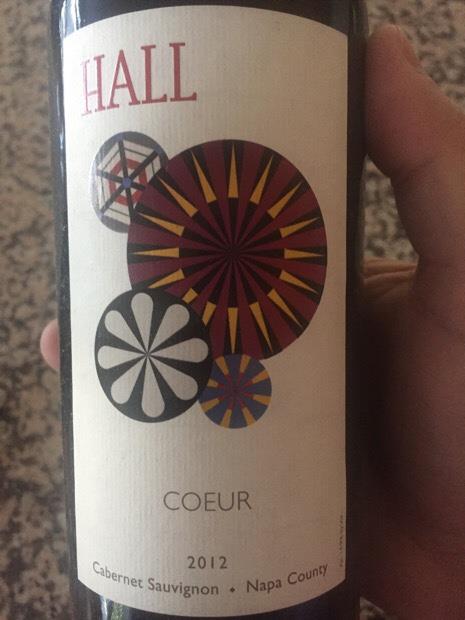 HALL
COEUR
2012
Cabernet Sauvignon • Napa County